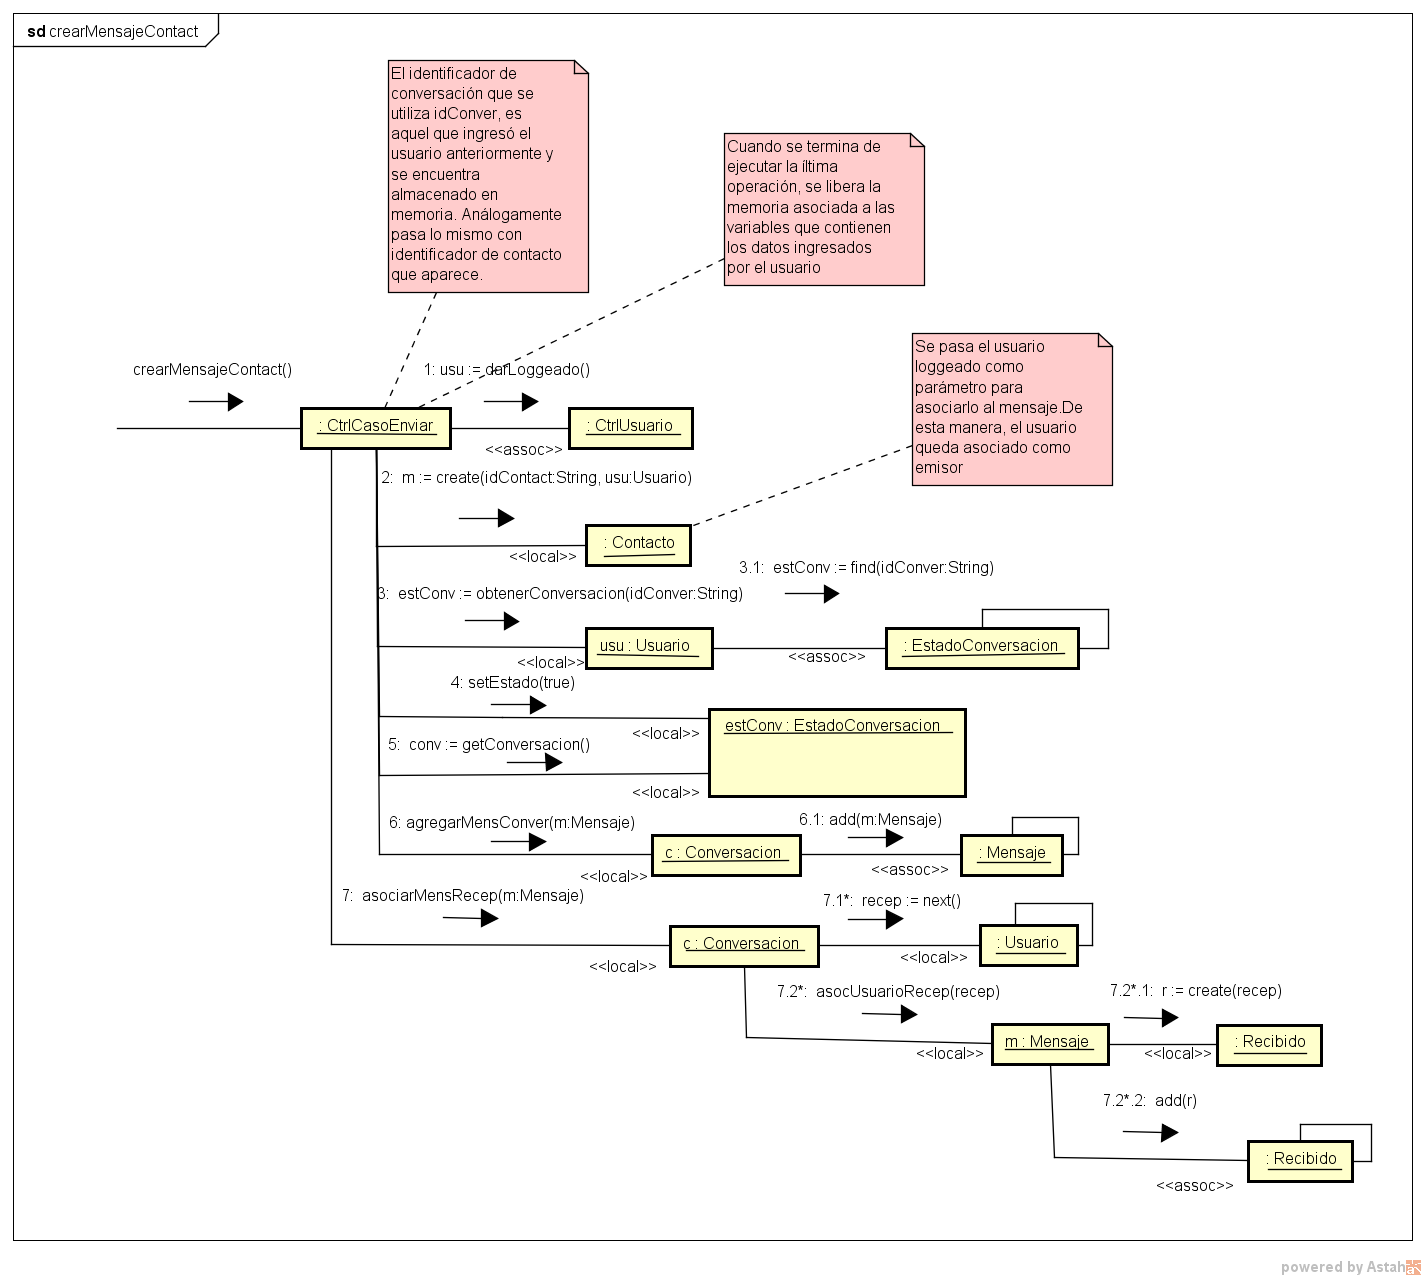 sd crearMensajeContact
El identificador de
conversación que se
utiliza idConver, es
aquel que ingresó el
usuario anteriormente y
se encuentra
almacenado en
memoria. Análogamente
pasa lo mismo con
identificador de contacto
que aparece.
Cuando se termina de
ejecutar la íltima
operación, se libera la
memoria asociada a las
variables que contienen
los datos ingresados
por el usuario
Se pasa el usuario
loggeado como
parámetro para
asociarlo al mensaje.De
esta manera, el usuario
queda asociado como
emisor
crearMensajeContact()
1: usu := darLoggeado()
: CtrlCasoEnviar
: CtrlUsuario
<<assoc>>
2: m := create(idContact:String, usu:Usuario)
: Contacto
<<local>>
3: estConv := obtenerConversacion(idConver:String)
3.1: estConv := find(idConver:String)
usu : Usuario
: EstadoConversacion
<<local>>
<<assoc>>
4: setEstado(true)
estConv : EstadoConversacion
<<local>>
5: conv := getConversacion()
<<local>>
6: agregarMensConver(m:Mensaje)
6.1: add(m:Mensaje)
c : Conversacion
: Mensaje
<<local>>
<<assoc>>
7: asociarMensRecep(m:Mensaje)
7.1*: recep := next()
c : Conversacion
: Usuario
<<local>>
<<assoc>>
7.2*: asocUsuarioRecep(recep)
7.2*.1: r := create(recep)
m : Mensaje
: Recibido
<<local>>
<<local>>
7.2*.2: add(r)
: Recibido
<<assoc>>
powered by Astah